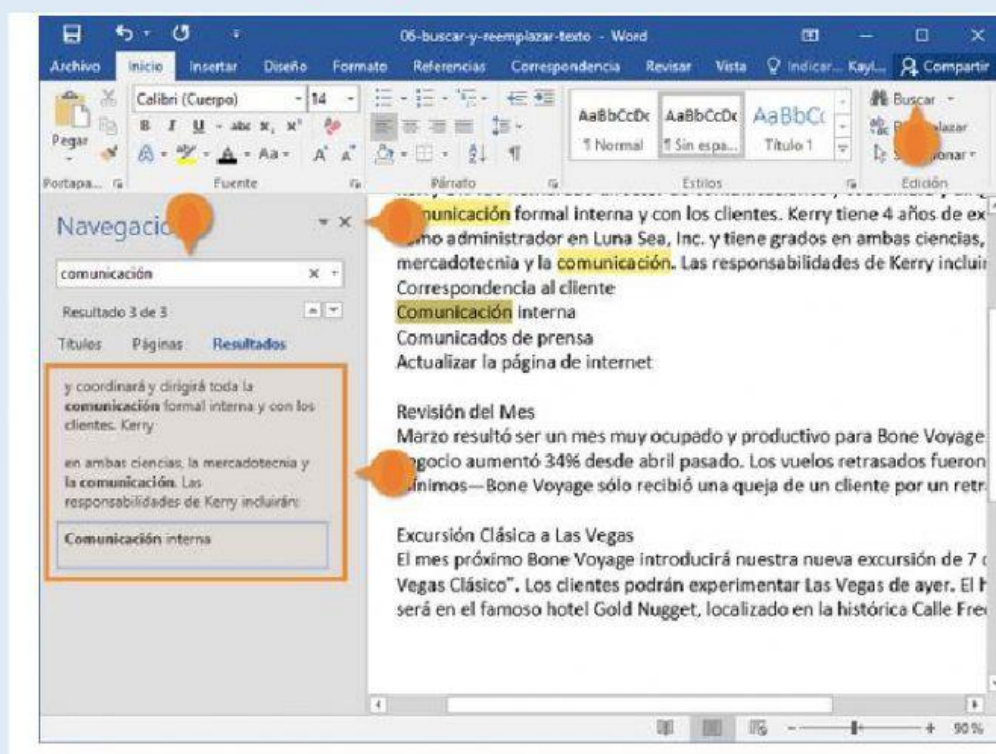 06-buscar-y-reemplazar-texto - Word
Archivo Inicio Insertar Diseño Formato Referencias Correspondencia Revisar Vista Indicar... Kayl... Compartir
Calibri (Cuerpo) 14
AaBbCcDc AaBbCcDc AaBbC
Buscar
Pegar
1 Normal 1 Sin espa... Título 1
Portapa... Fuente Párrafo Estilos Edición
Navegació
comunicación
Resultado 3 de 3
Títulos Páginas Resultados
y coordinará y dirigirá toda la
comunicación formal interna y con los
clientes. Kerry
en ambas ciencias, la mercadotecnia y
la comunicación. Las
responsabilidades de Kerry incluirán:
Comunicación interna
formal interna y con los clientes. Kerry tiene 4 años de ex
administrador en Luna Sea, Inc. y tiene grados en ambas ciencias,
mercadotecnia y la comunicación. Las responsabilidades de Kerry incluir
Correspondencia al cliente
Comunicación interna
Comunicados de prensa
Actualizar la página de internet
Revisión del Mes
Marzo resultó ser un mes muy ocupado y productivo para Bone Voyage
aumentó 34% desde abril pasado. Los vuelos retrasados fueron
—Bone Voyage sólo recibió una queja de un cliente por un retr
Excursión Clásica a Las Vegas
El mes próximo Bone Voyage introducirá nuestra nueva excursión de 7
Vegas Clásico". Los clientes podrán experimentar Las Vegas de ayer. El
será en el famoso hotel Gold Nugget, localizado en la histórica Calle Fre
90 %